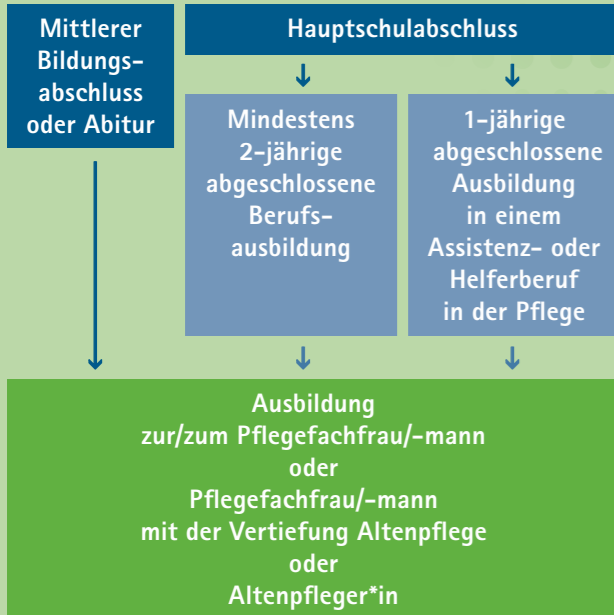 Mittlerer
Bildungs-
abschluss
oder Abitur
Hauptschulabschluss
Mindestens
2-jährige
abgeschlossene
Berufs-
ausbildung
1-jährige
abgeschlossene
Ausbildung
in einem
Assistenz- oder
Helferberuf
in der Pflege
Ausbildung
zur/zum Pflegefachfrau/-mann
oder
Pflegefachfrau/-mann
mit der Vertiefung Altenpflege
oder
Altenpfleger*in